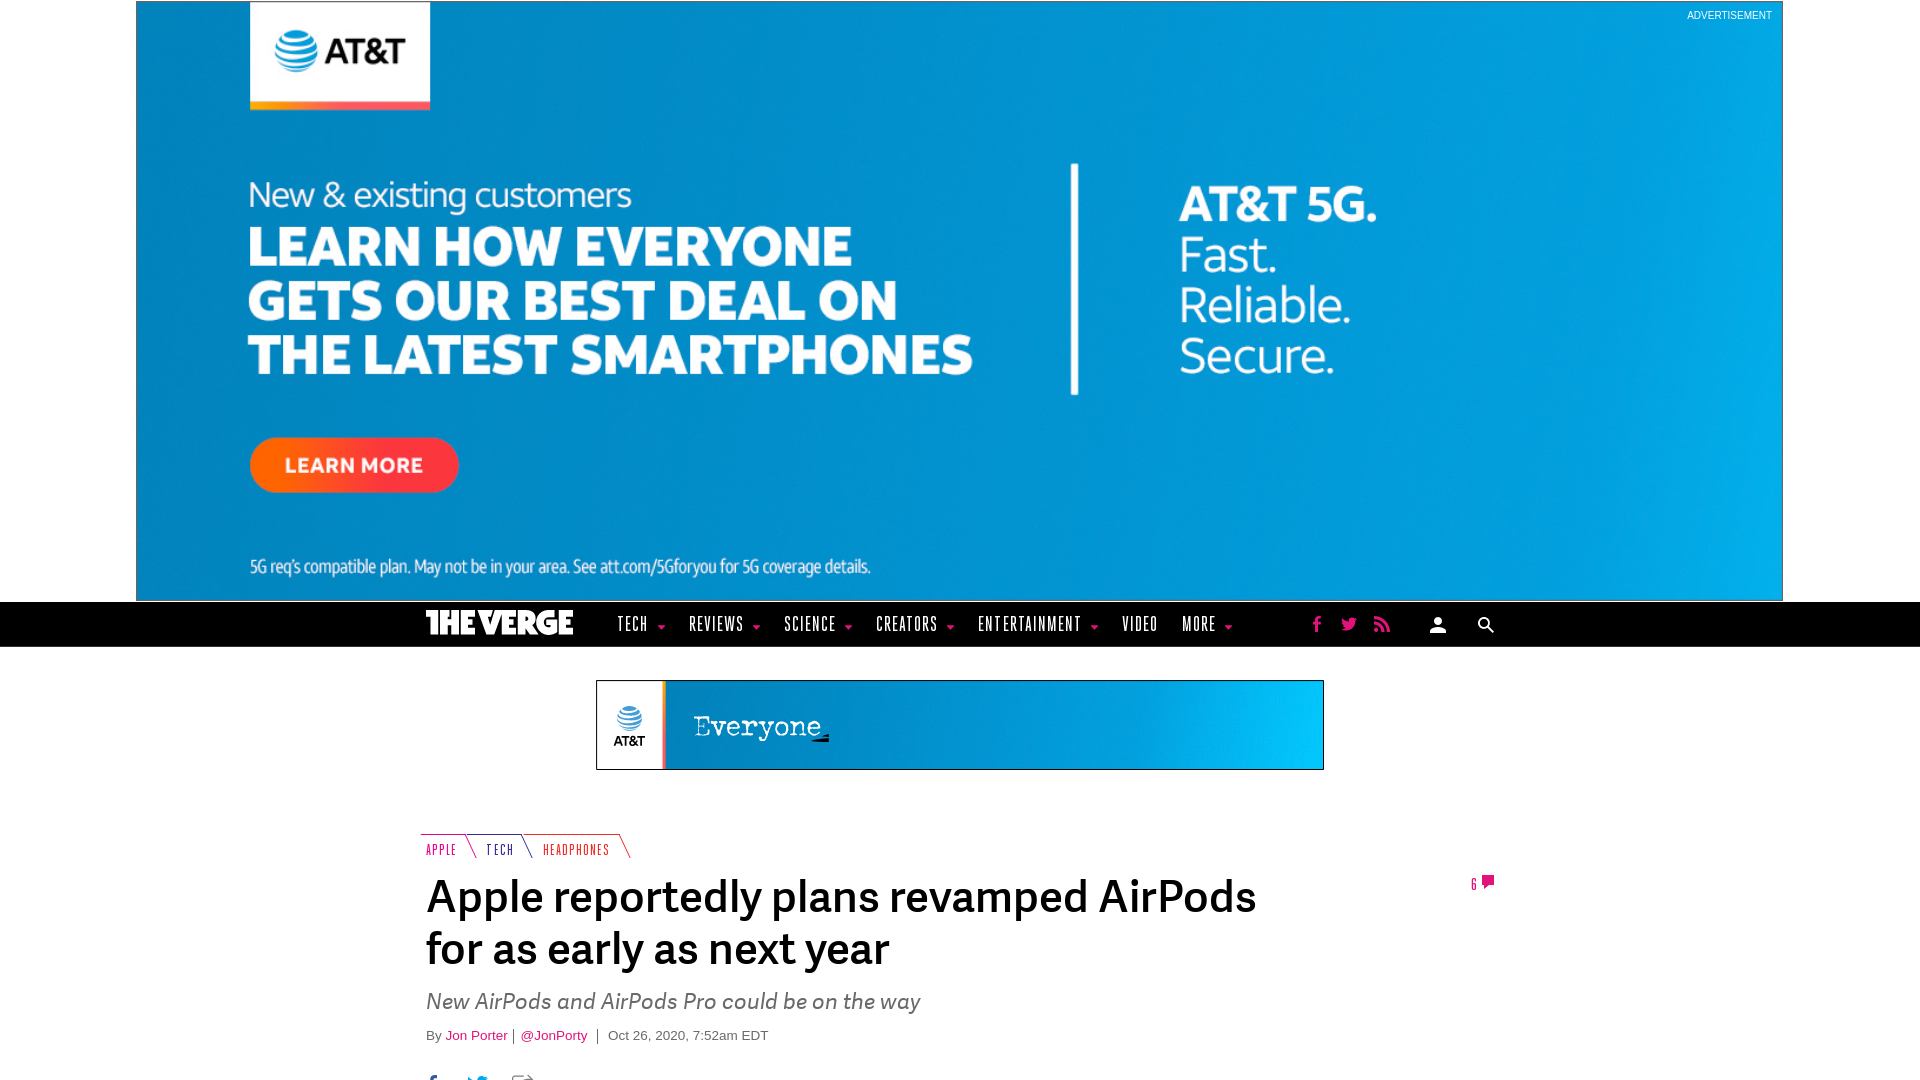 ADVERTISEMENT
AT&T
New & existing customers
LEARN HOW EVERYONE
GETS OUR BEST DEAL ON
THE LATEST SMARTPHONES
AT&T 5G.
Fast.
Reliable.
Secure.
LEARN MORE
5G req's compatible plan. May not be in your area. See att.com/5Gforyou for 5G coverage details.
THE VERGE TECH REVIEWS SCIENCE CREATORS ENTERTAINMENT VIDEO MORE
AT&T
Everyone
APPLE TECH HEADPHONES
Apple reportedly plans revamped AirPods
for as early as next year
6
New AirPods and AirPods Pro could be on the way
By Jon Porter | @JonPorty | Oct 26, 2020, 7:52am EDT